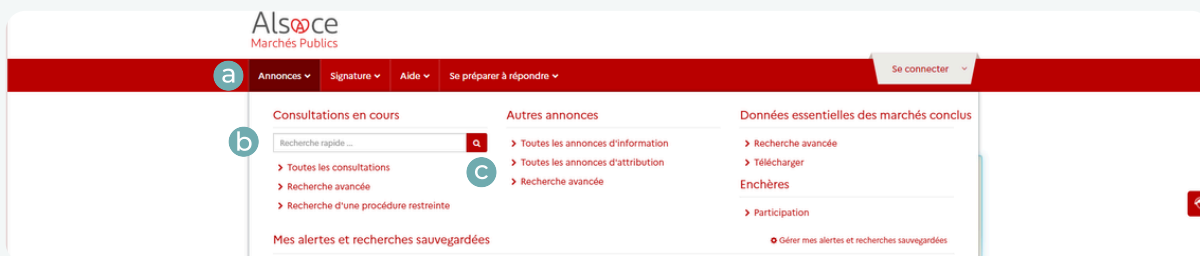 Alsace
Marchés Publics
a
Annonces
Signature
Aide
Se préparer à répondre
Se connecter
Consultations en cours
b
Recherche rapide ...
c
Toutes les consultations
Recherche avancée
Recherche d'une procédure restreinte
Autres annonces
Toutes les annonces d'information
Toutes les annonces d'attribution
Recherche avancée
Données essentielles des marchés conclus
Recherche avancée
Télécharger
Enchères
Participation
Mes alertes et recherches sauvegardées
Gérer mes alertes et recherches sauvegardées